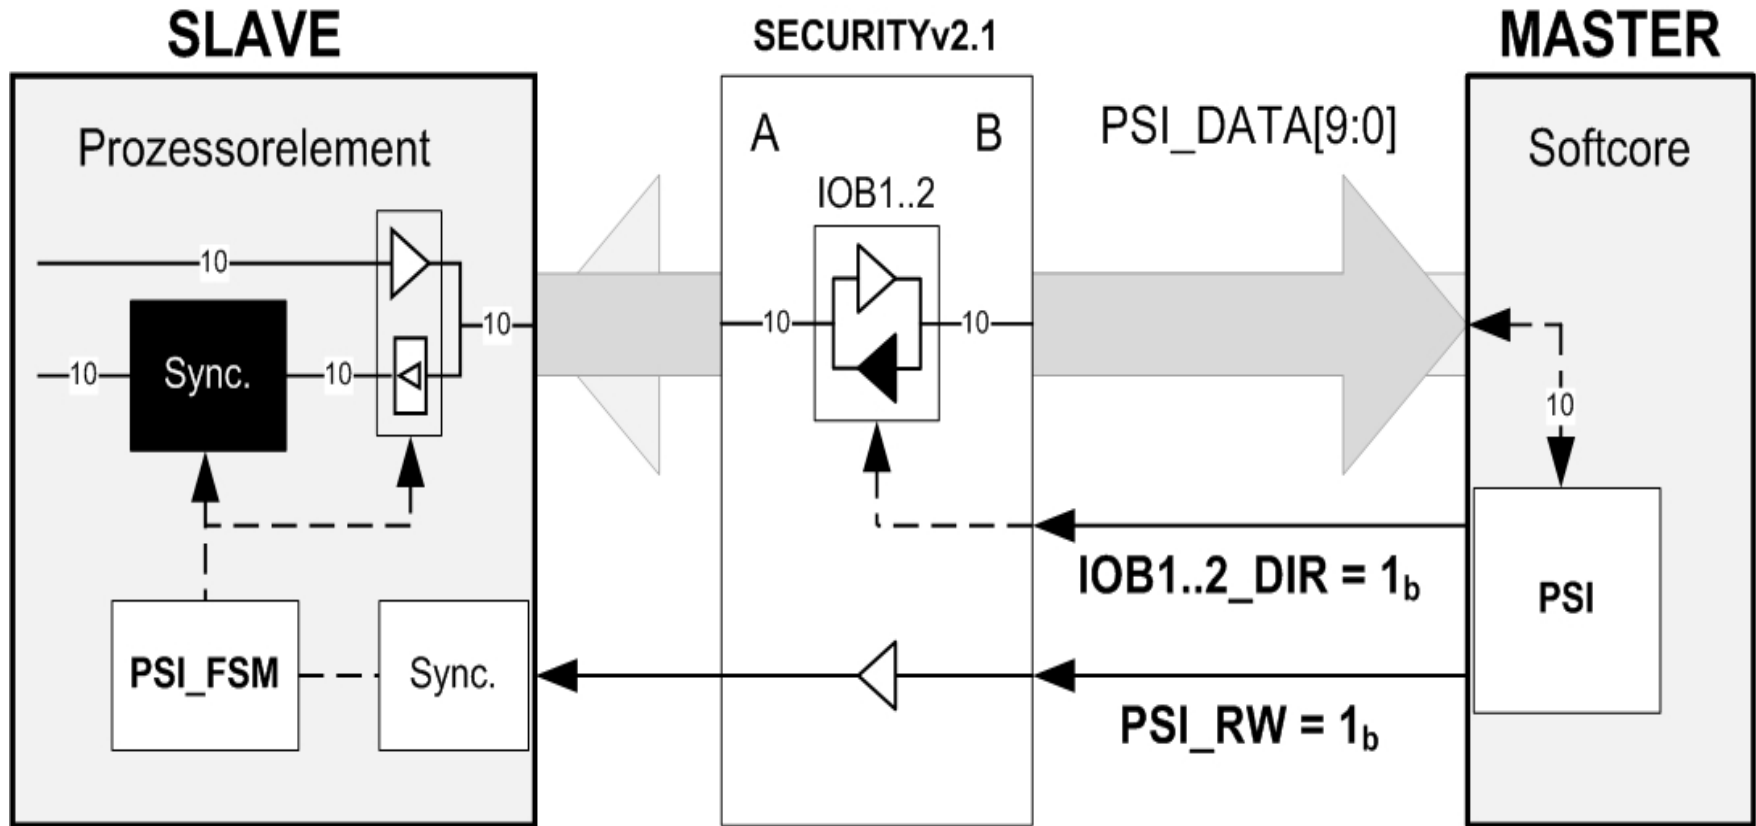 SLAVE
SECURITYv2.1
MASTER
Prozessorelement
A
B
PSI_DATA[9:0]
Softcore
IOB1..2
10
10
10
10
10
Sync.
10
10
10
IOB1..2_DIR = 1b
PSI
PSI_FSM
Sync.
PSI_RW = 1b